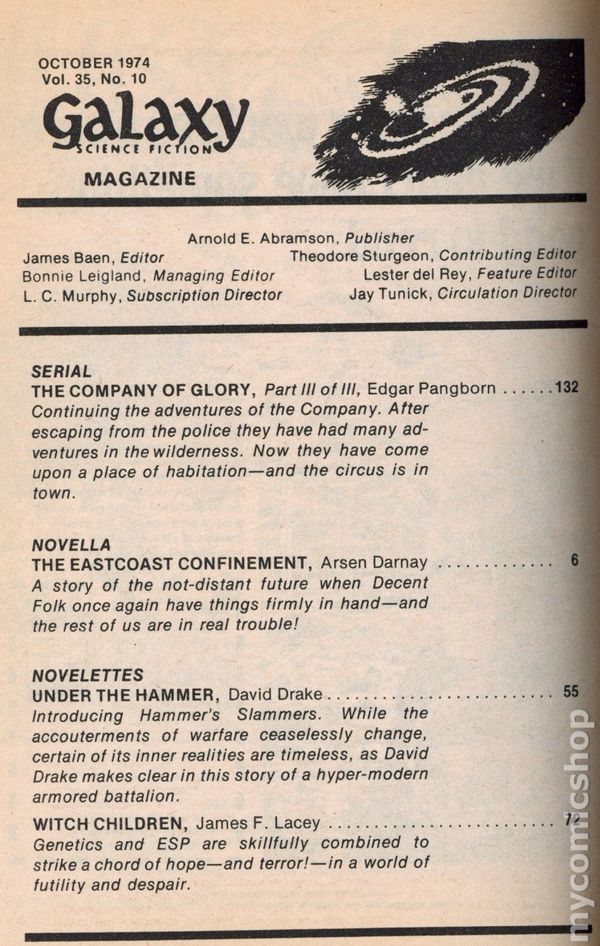 OCTOBER 1974
Vol. 35, No. 10
Galaxy
SCIENCE FICTION
MAGAZINE
Arnold E. Abramson, Publisher
James Baen, Editor Theodore Sturgeon, Contributing Editor
Bonnie Leigland, Managing Editor Lester del Rey, Feature Editor
L. C. Murphy, Subscription Director Jay Tunick, Circulation Director
SERIAL
THE COMPANY OF GLORY, Part III of III, Edgar Pangborn ......132
Continuing the adventures of the Company. After
escaping from the police they have had many ad-
ventures in the wilderness. Now they have come
upon a place of habitation—and the circus is in
town.
NOVELLA
THE EASTCOAST CONFINEMENT, Arsen Darnay ............. 6
A story of the not-distant future when Decent
Folk once again have things firmly in hand—and
the rest of us are in real trouble!
NOVELETTES
UNDER THE HAMMER, David Drake......................... 55
Introducing Hammer's Slammers. While the
accouterments of warfare ceaselessly change,
certain of its inner realities are timeless, as David
Drake makes clear in this story of a hyper-modern
armored battalion.
WITCH CHILDREN, James F. Lacey ......................... 72
Genetics and ESP are skillfully combined to
strike a chord of hope—and terror!—in a world of
futility and despair.
mycomicshop